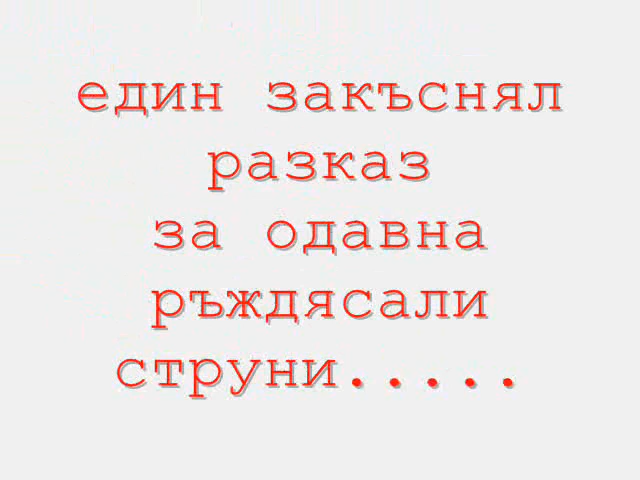 един закъснял
разказ
за одавна
ръждясали
струни.....